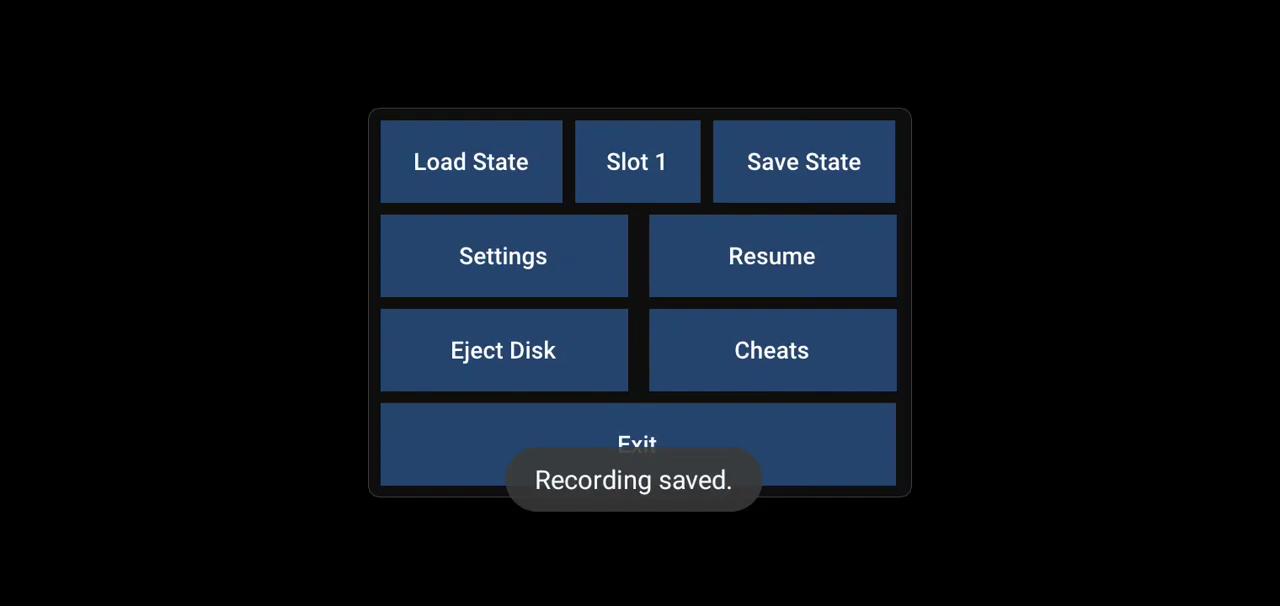 Load State
Slot 1
Save State
Settings
Resume
Eject Disk
Cheats
Exit
Recording saved.